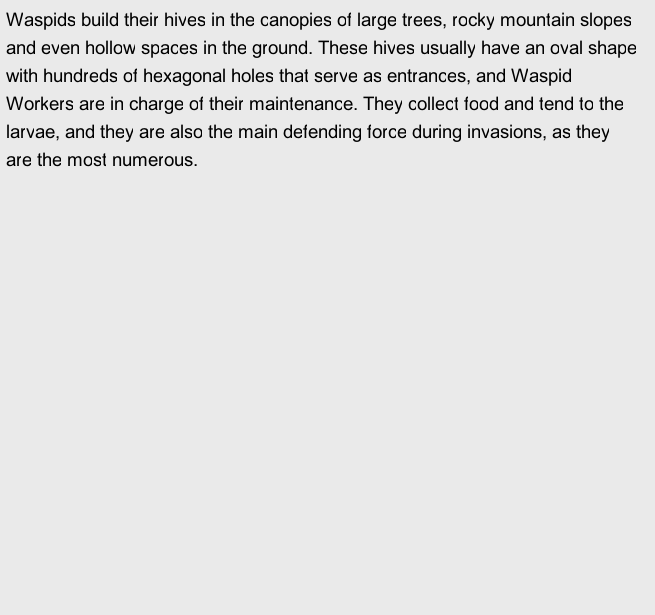 Waspids build their hives in the canopies of large trees, rocky mountain slopes
and even hollow spaces in the ground. These hives usually have an oval shape
with hundreds of hexagonal holes that serve as entrances, and Waspid
Workers are in charge of their maintenance. They collect food and tend to the
larvae, and they are also the main defending force during invasions, as they
are the most numerous.